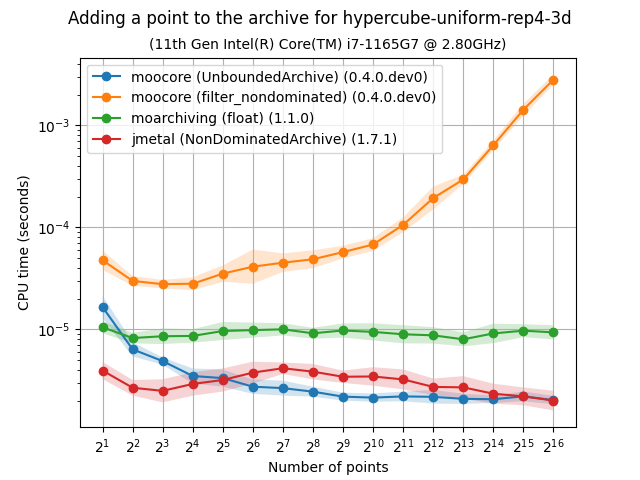 Adding a point to the archive for hypercube-uniform-rep4-3d
(11th Gen Intel(R) Core(TM) i7-1165G7 @ 2.80GHz)
moocore (UnboundedArchive) (0.4.0.dev0)
moocore (filter_nondominated) (0.4.0.dev0)
moarchiving (float) (1.1.0)
jmetal (NonDominatedArchive) (1.7.1)
CPU time (seconds)
10⁻³
10⁻⁴
10⁻⁵
2¹ 2² 2³ 2⁴ 2⁵ 2⁶ 2⁷ 2⁸ 2⁹ 2¹⁰ 2¹¹ 2¹² 2¹³ 2¹⁴ 2¹⁵ 2¹⁶
Number of points